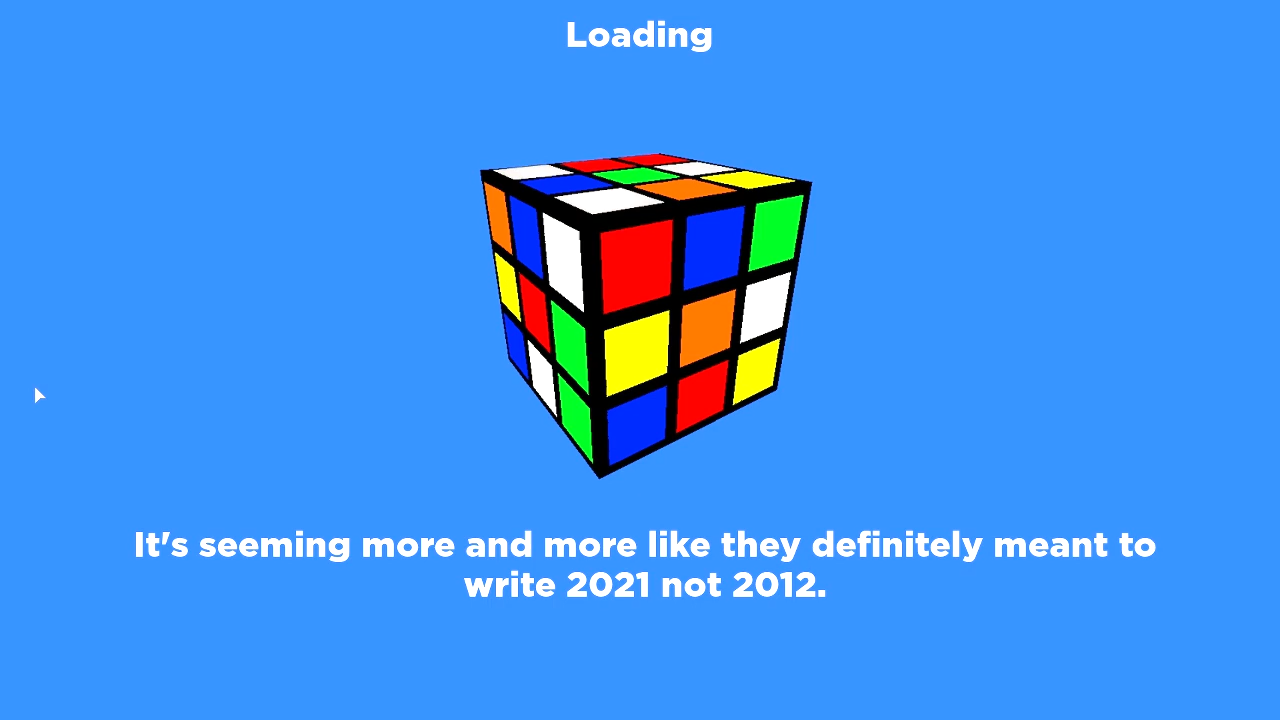 Loading
It's seeming more and more like they definitely meant to
write 2021 not 2012.